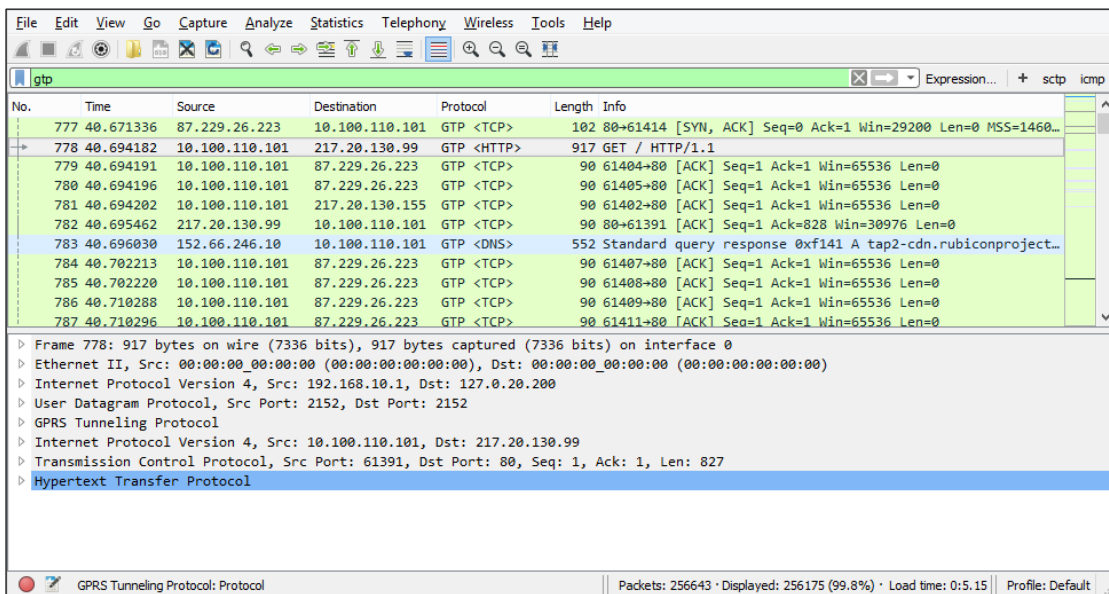 File Edit View Go Capture Analyze Statistics Telephony Wireless Tools Help
gtp Expression... + sctp icmp
No. Time Source Destination Protocol Length Info
777 40.671336 87.229.26.223 10.100.110.101 GTP <TCP> 102 80→61414 [SYN, ACK] Seq=0 Ack=1 Win=29200 Len=0 MSS=1460…
778 40.694182 10.100.110.101 217.20.130.99 GTP <HTTP> 917 GET / HTTP/1.1
779 40.694191 10.100.110.101 87.229.26.223 GTP <TCP> 90 61404→80 [ACK] Seq=1 Ack=1 Win=65536 Len=0
780 40.694196 10.100.110.101 87.229.26.223 GTP <TCP> 90 61405→80 [ACK] Seq=1 Ack=1 Win=65536 Len=0
781 40.694202 10.100.110.101 217.20.130.155 GTP <TCP> 90 61402→80 [ACK] Seq=1 Ack=1 Win=65536 Len=0
782 40.695462 217.20.130.99 10.100.110.101 GTP <TCP> 90 80→61391 [ACK] Seq=1 Ack=828 Win=30976 Len=0
783 40.696030 152.66.246.10 10.100.110.101 GTP <DNS> 552 Standard query response 0xf141 A tap2-cdn.rubiconproject…
784 40.702213 10.100.110.101 87.229.26.223 GTP <TCP> 90 61407→80 [ACK] Seq=1 Ack=1 Win=65536 Len=0
785 40.702220 10.100.110.101 87.229.26.223 GTP <TCP> 90 61408→80 [ACK] Seq=1 Ack=1 Win=65536 Len=0
786 40.710288 10.100.110.101 87.229.26.223 GTP <TCP> 90 61409→80 [ACK] Seq=1 Ack=1 Win=65536 Len=0
787 40.710296 10.100.110.101 87.229.26.223 GTP <TCP> 90 61411→80 [ACK] Seq=1 Ack=1 Win=65536 Len=0
Frame 778: 917 bytes on wire (7336 bits), 917 bytes captured (7336 bits) on interface 0
Ethernet II, Src: 00:00:00_00:00:00 (00:00:00:00:00:00), Dst: 00:00:00_00:00:00 (00:00:00:00:00:00)
Internet Protocol Version 4, Src: 192.168.10.1, Dst: 127.0.20.200
User Datagram Protocol, Src Port: 2152, Dst Port: 2152
GPRS Tunneling Protocol
Internet Protocol Version 4, Src: 10.100.110.101, Dst: 217.20.130.99
Transmission Control Protocol, Src Port: 61391, Dst Port: 80, Seq: 1, Ack: 1, Len: 827
Hypertext Transfer Protocol
GPRS Tunneling Protocol: Protocol Packets: 256643 · Displayed: 256175 (99.8%) · Load time: 0:5.15 Profile: Default